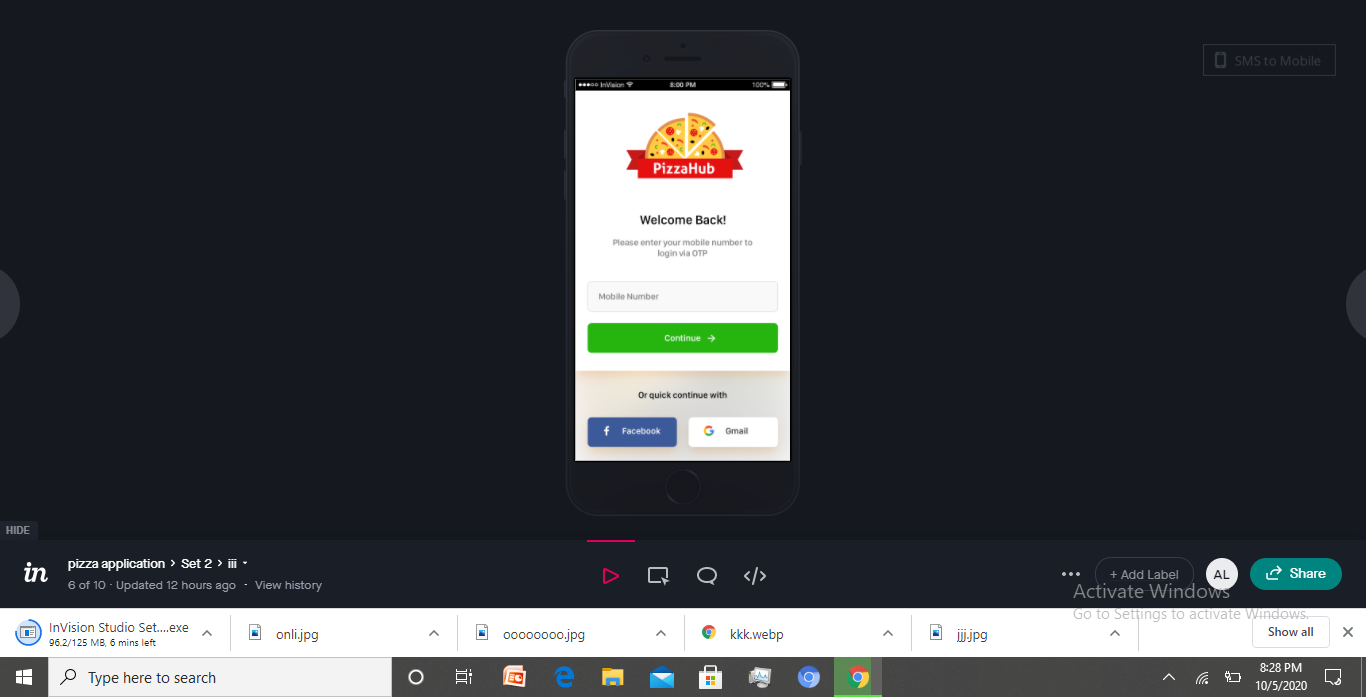 SMS to Mobile
InVision
8:00 PM
100%
PizzaHub
Welcome Back!
Please enter your mobile number to
login via OTP
Mobile Number
Continue →
Or quick continue with
f Facebook
G Gmail
HIDE
in
pizza application > Set 2 > iii
6 of 10 · Updated 12 hours ago · View history
+ Add Label
AL
Share
Activate Windows
Go to Settings to activate Windows.
InVision Studio Set....exe
96.2/125 MB, 6 mins left
onli.jpg
oooooooo.jpg
kkk.webp
jjj.jpg
Show all
Type here to search
8:28 PM
10/5/2020